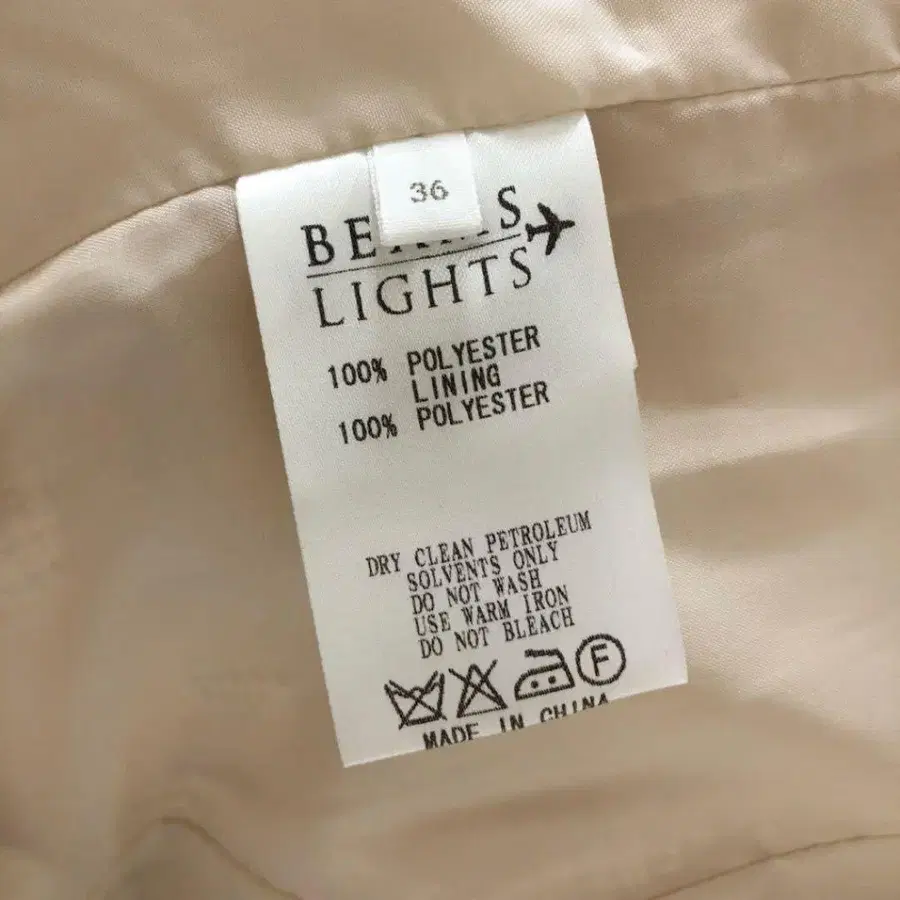 36
BEAMS
LIGHTS
100% POLYESTER
LINING
100% POLYESTER
DRY CLEAN PETROLEUM
SOLVENTS ONLY
DO NOT WASH
USE WARM IRON
DO NOT BLEACH
F
MADE IN CHINA